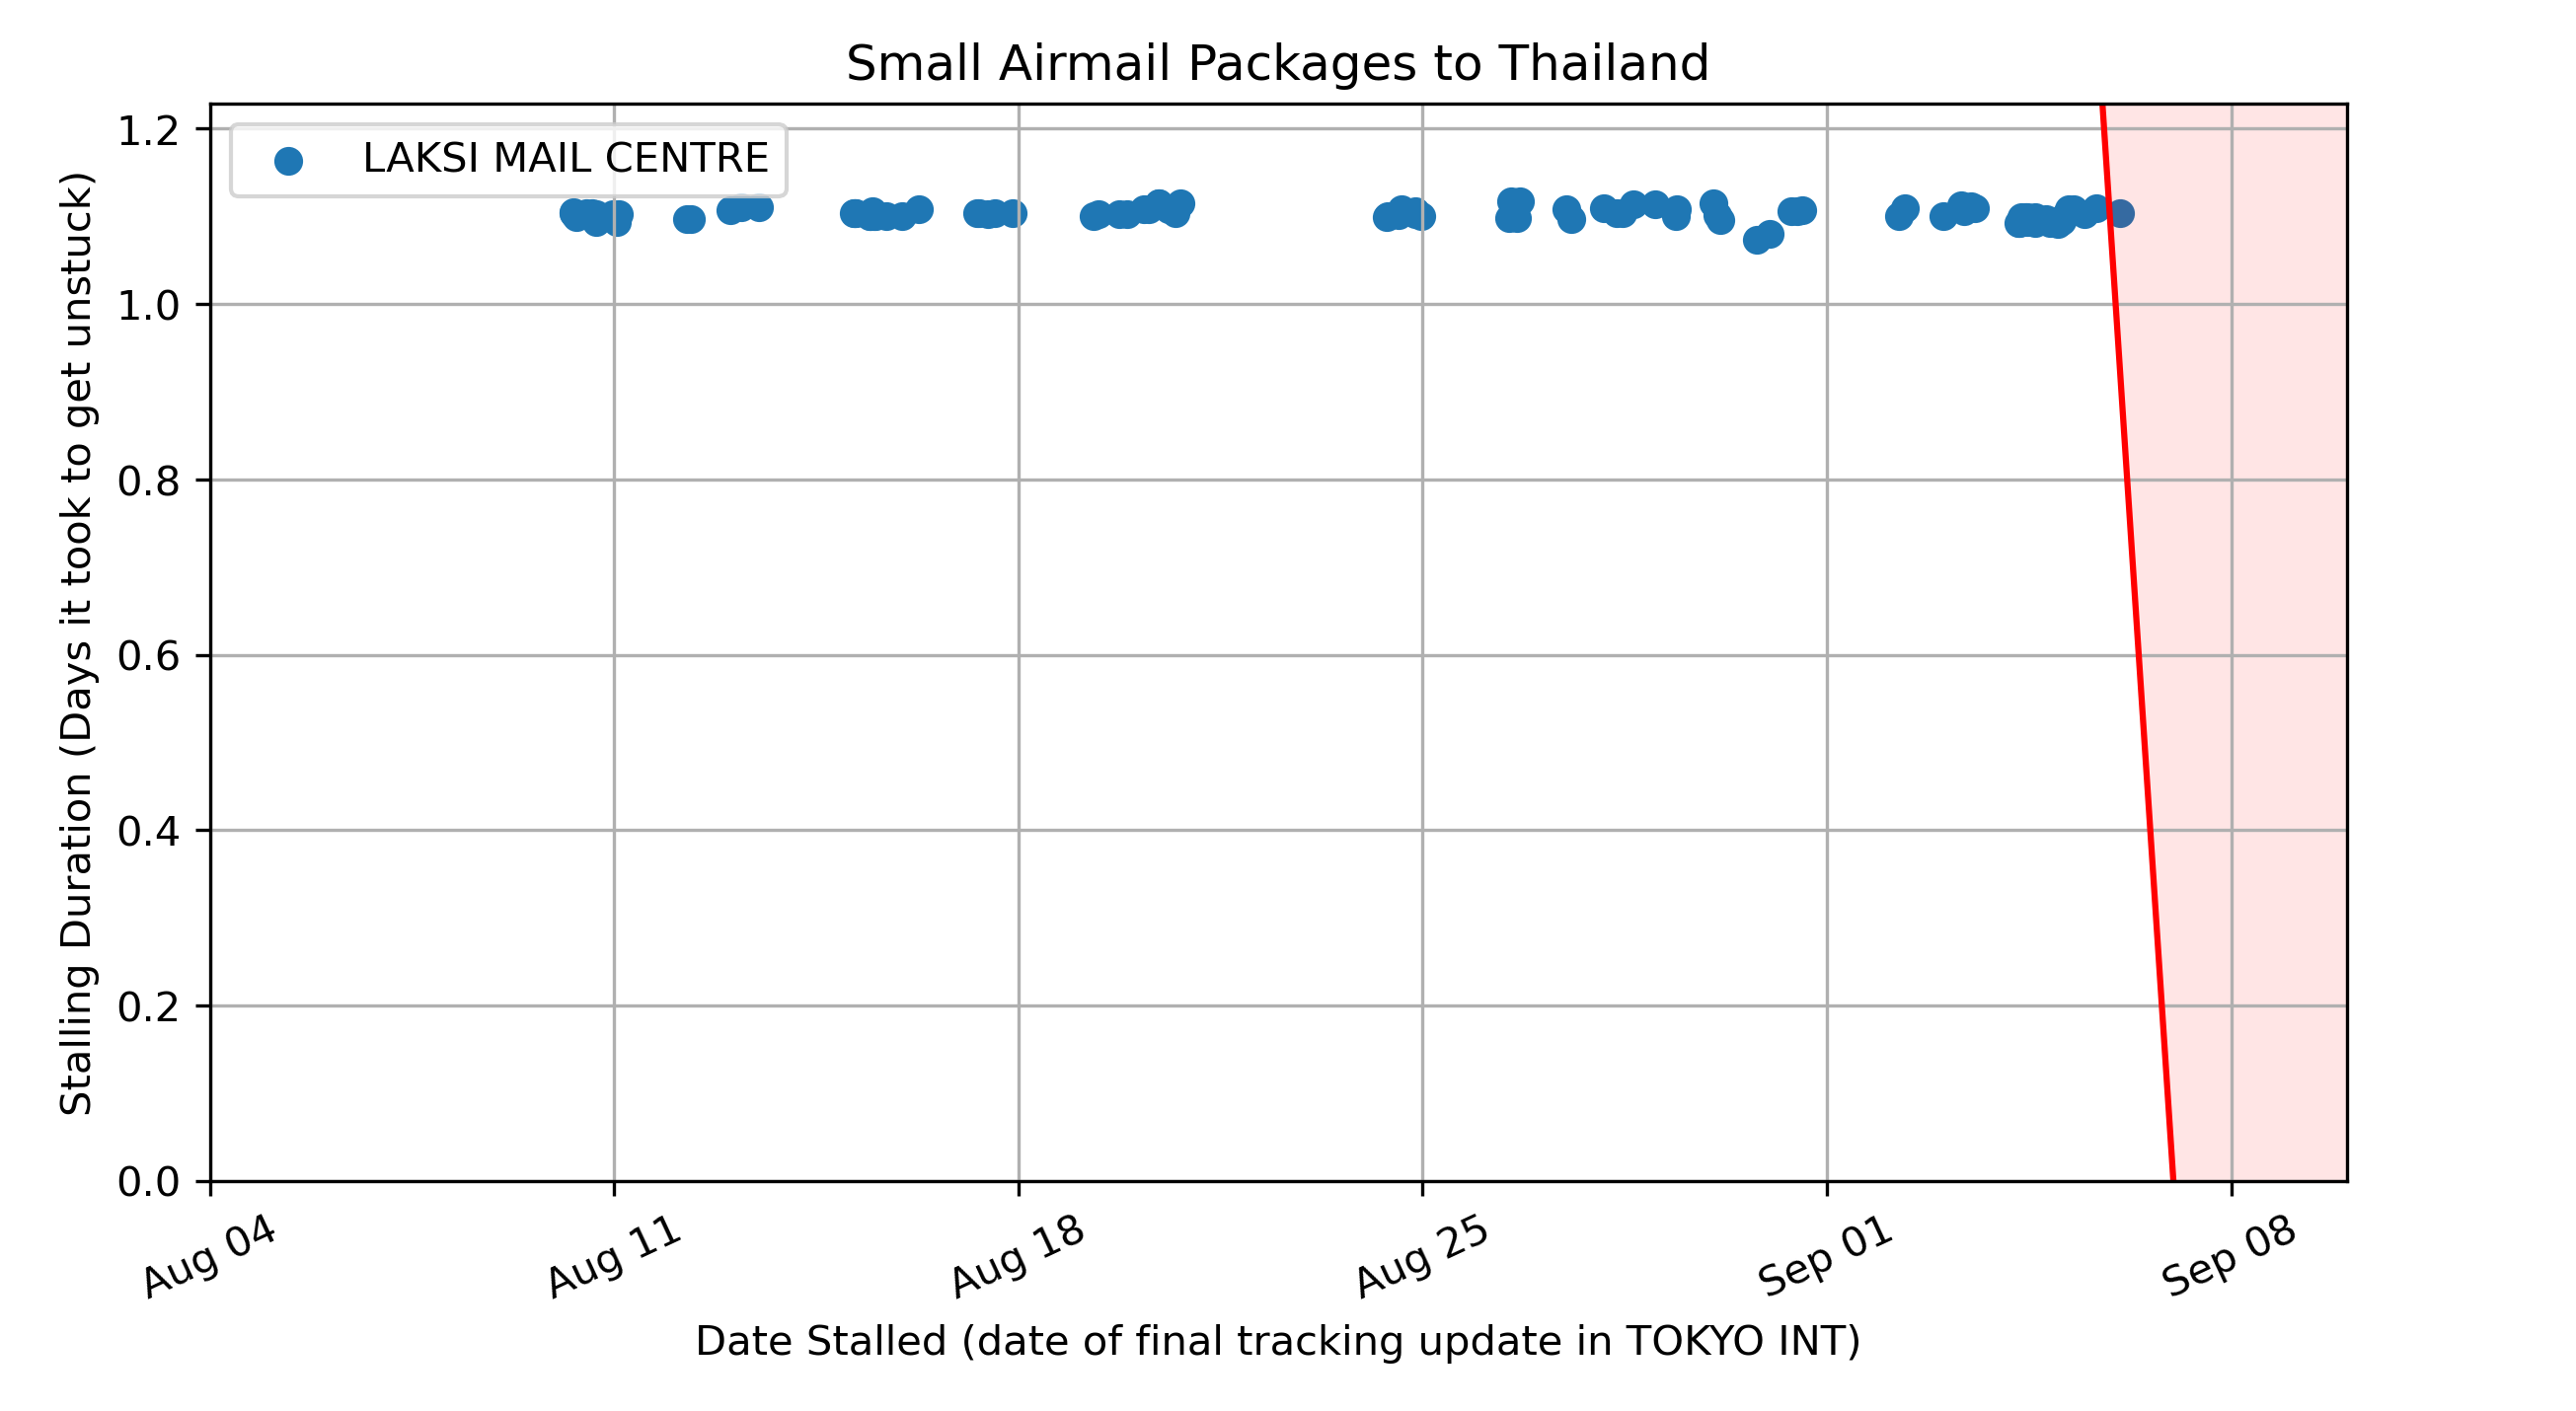 Small Airmail Packages to Thailand
LAKSI MAIL CENTRE
Stalling Duration (Days it took to get unstuck)
1.2
1.0
0.8
0.6
0.4
0.2
0.0
Aug 04
Aug 11
Aug 18
Aug 25
Sep 01
Sep 08
Date Stalled (date of final tracking update in TOKYO INT)